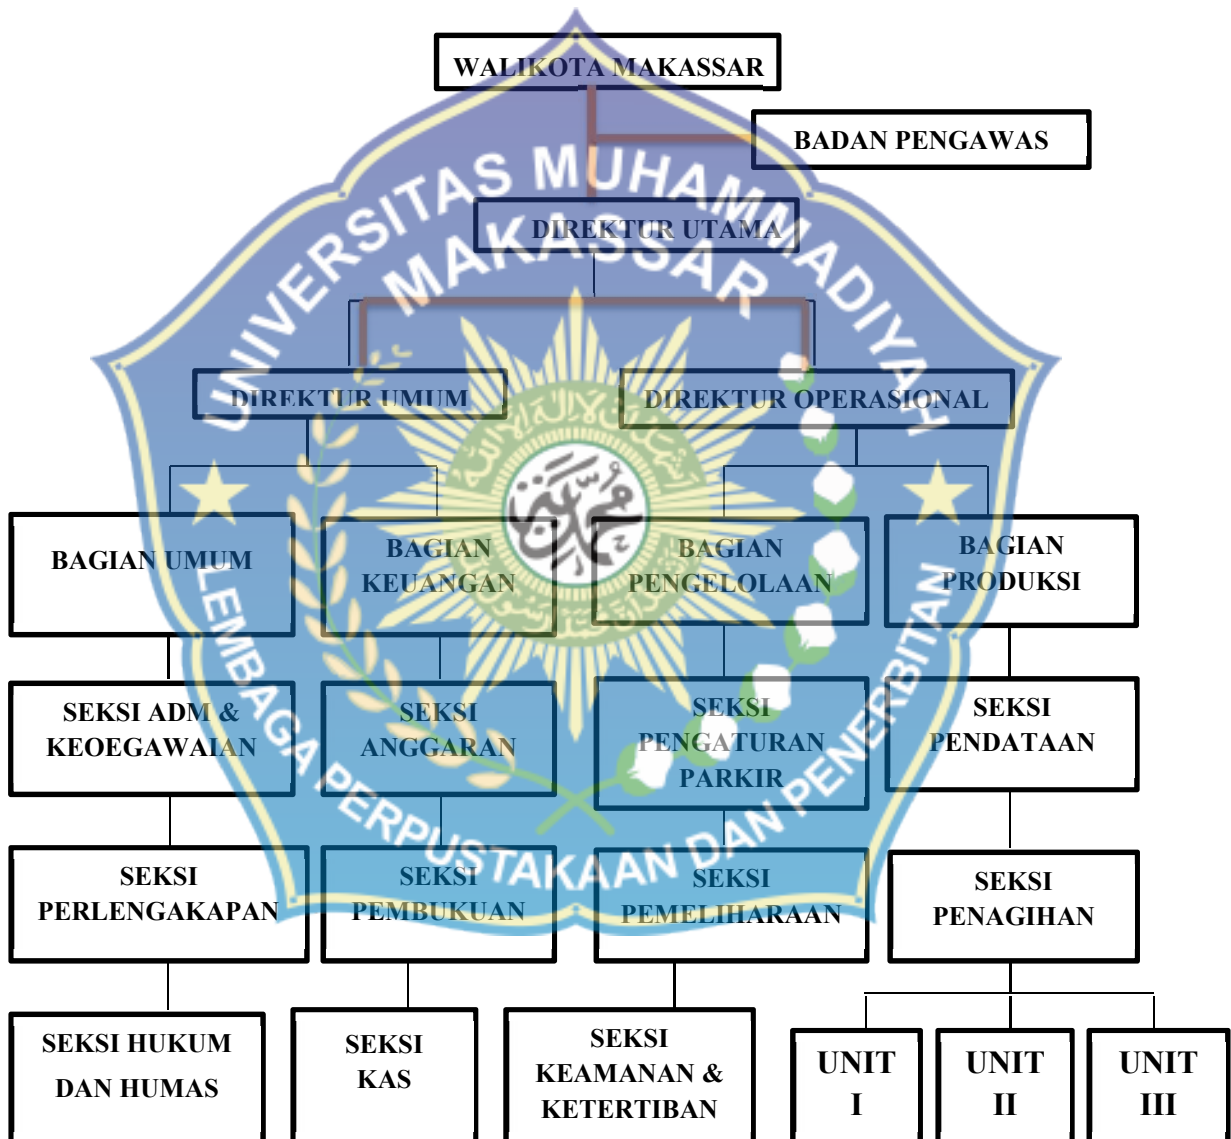 WALIKOTA MAKASSAR
BADAN PENGAWAS
DIREKTUR UTAMA
DIREKTUR UMUM
DIREKTUR OPERASIONAL
BAGIAN UMUM
BAGIAN
KEUANGAN
BAGIAN
PENGELOLAAN
BAGIAN
PRODUKSI
SEKSI ADM &
KEOEGAWAIAN
SEKSI
ANGGARAN
SEKSI
PENGATURAN
PARKIR
SEKSI
PENDATAAN
SEKSI
PERLENGAKAPAN
SEKSI
PEMBUKUAN
SEKSI
PEMELIHARAAN
SEKSI
PENAGIHAN
SEKSI HUKUM
DAN HUMAS
SEKSI
KAS
SEKSI
KEAMANAN &
KETERTIBAN
UNIT
I
UNIT
II
UNIT
III
UNIVERSITAS MUHAMMADIYAH
MAKASSAR
LEMBAGA PERPUSTAKAAN DAN PENERBITAN